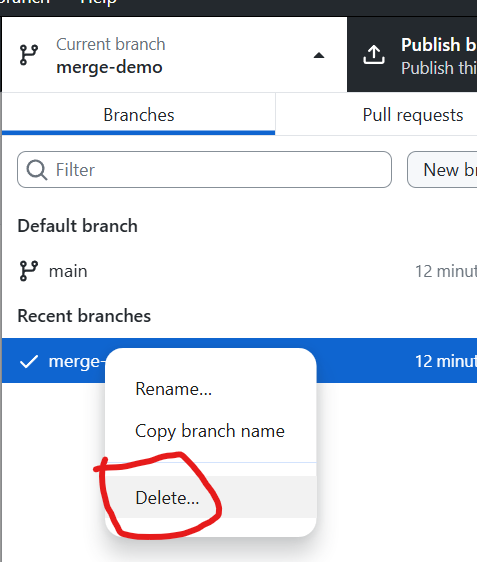 Help
Current branch
merge-demo
Publish b
Publish thi
Branches
Pull requests
Filter
New br
Default branch
main
12 minut
Recent branches
merge-
12 minut
Rename...
Copy branch name
Delete...